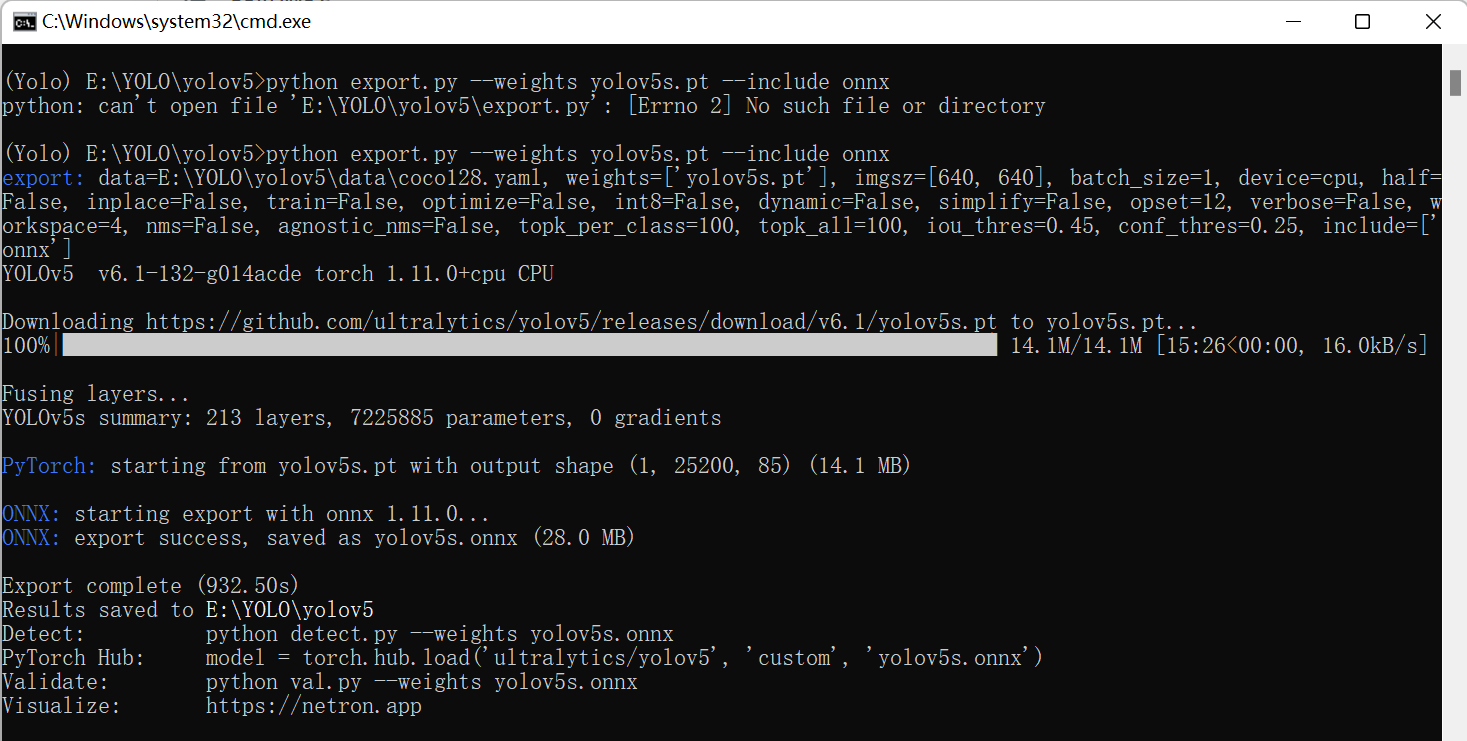 C:\Windows\system32\cmd.exe
(Yolo) E:\YOLO\yolov5>python export.py --weights yolov5s.pt --include onnx
python: can't open file 'E:\YOLO\yolov5\export.py': [Errno 2] No such file or directory
(Yolo) E:\YOLO\yolov5>python export.py --weights yolov5s.pt --include onnx
export: data=E:\YOLO\yolov5\data\coco128.yaml, weights=['yolov5s.pt'], imgsz=[640, 640], batch_size=1, device=cpu, half=
False, inplace=False, train=False, optimize=False, int8=False, dynamic=False, simplify=False, opset=12, verbose=False, w
orkspace=4, nms=False, agnostic_nms=False, topk_per_class=100, topk_all=100, iou_thres=0.45, conf_thres=0.25, include=['
onnx']
YOLOv5  v6.1-132-g014acde torch 1.11.0+cpu CPU
Downloading https://github.com/ultralytics/yolov5/releases/download/v6.1/yolov5s.pt to yolov5s.pt...
100%| 14.1M/14.1M [15:26<00:00, 16.0kB/s]
Fusing layers...
YOLOv5s summary: 213 layers, 7225885 parameters, 0 gradients
PyTorch: starting from yolov5s.pt with output shape (1, 25200, 85) (14.1 MB)
ONNX: starting export with onnx 1.11.0...
ONNX: export success, saved as yolov5s.onnx (28.0 MB)
Export complete (932.50s)
Results saved to E:\YOLO\yolov5
Detect: python detect.py --weights yolov5s.onnx
PyTorch Hub: model = torch.hub.load('ultralytics/yolov5', 'custom', 'yolov5s.onnx')
Validate: python val.py --weights yolov5s.onnx
Visualize: https://netron.app